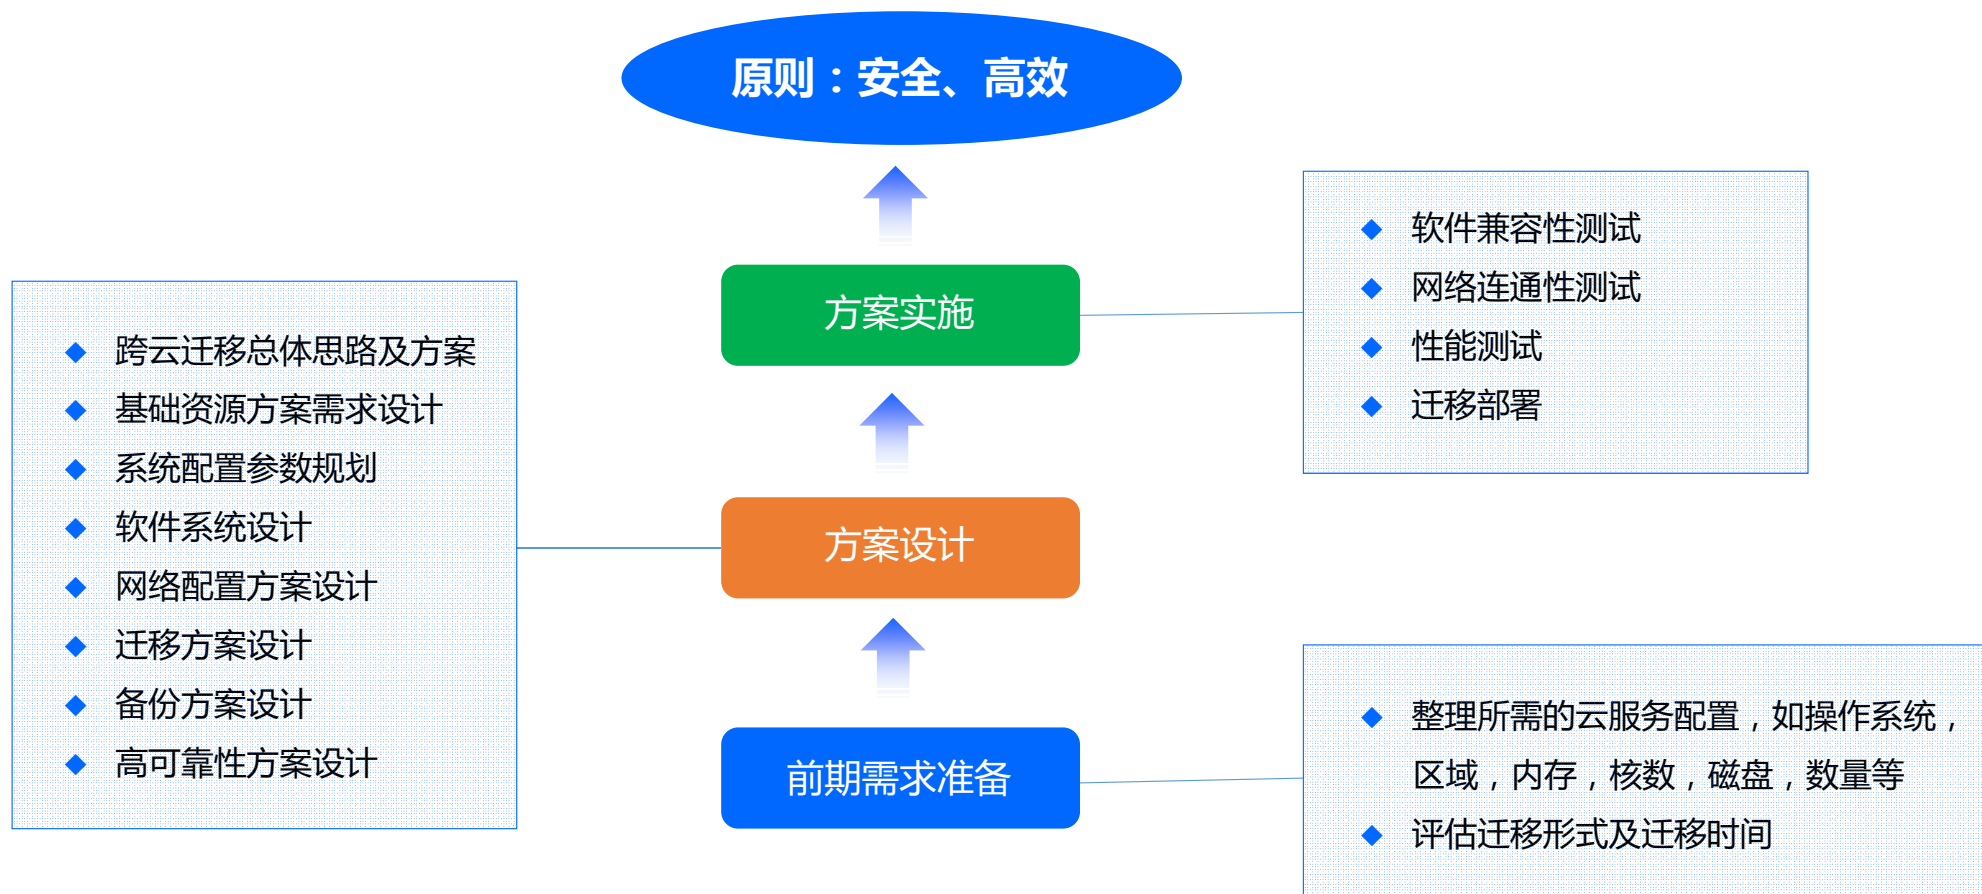 原则：安全、高效
方案实施
软件兼容性测试
网络连通性测试
性能测试
迁移部署
跨云迁移总体思路及方案
基础资源方案需求设计
系统配置参数规划
软件系统设计
网络配置方案设计
迁移方案设计
备份方案设计
高可靠性方案设计
方案设计
前期需求准备
整理所需的云服务配置，如操作系统，
区域，内存，核数，磁盘，数量等
评估迁移形式及迁移时间